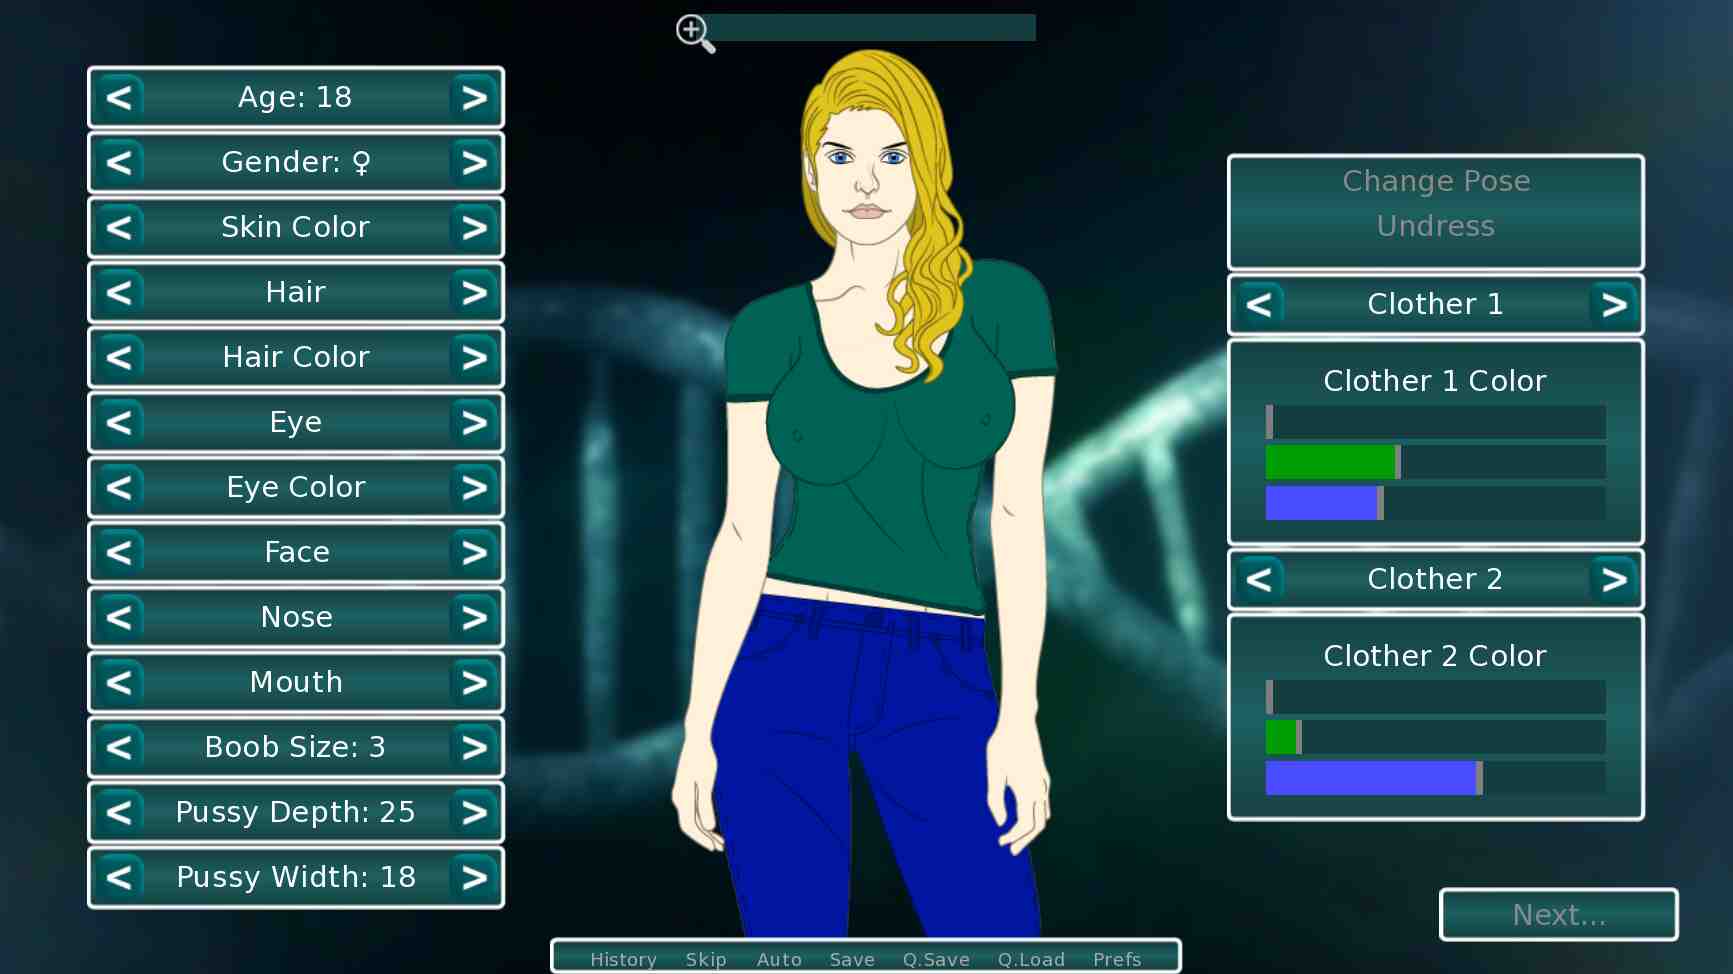 Age: 18
Gender: ♀
Skin Color
Hair
Hair Color
Eye
Eye Color
Face
Nose
Mouth
Boob Size: 3
Pussy Depth: 25
Pussy Width: 18
Change Pose
Undress
Clother 1
Clother 1 Color
Clother 2
Clother 2 Color
Next...
History Skip Auto Save Q.Save Q.Load Prefs